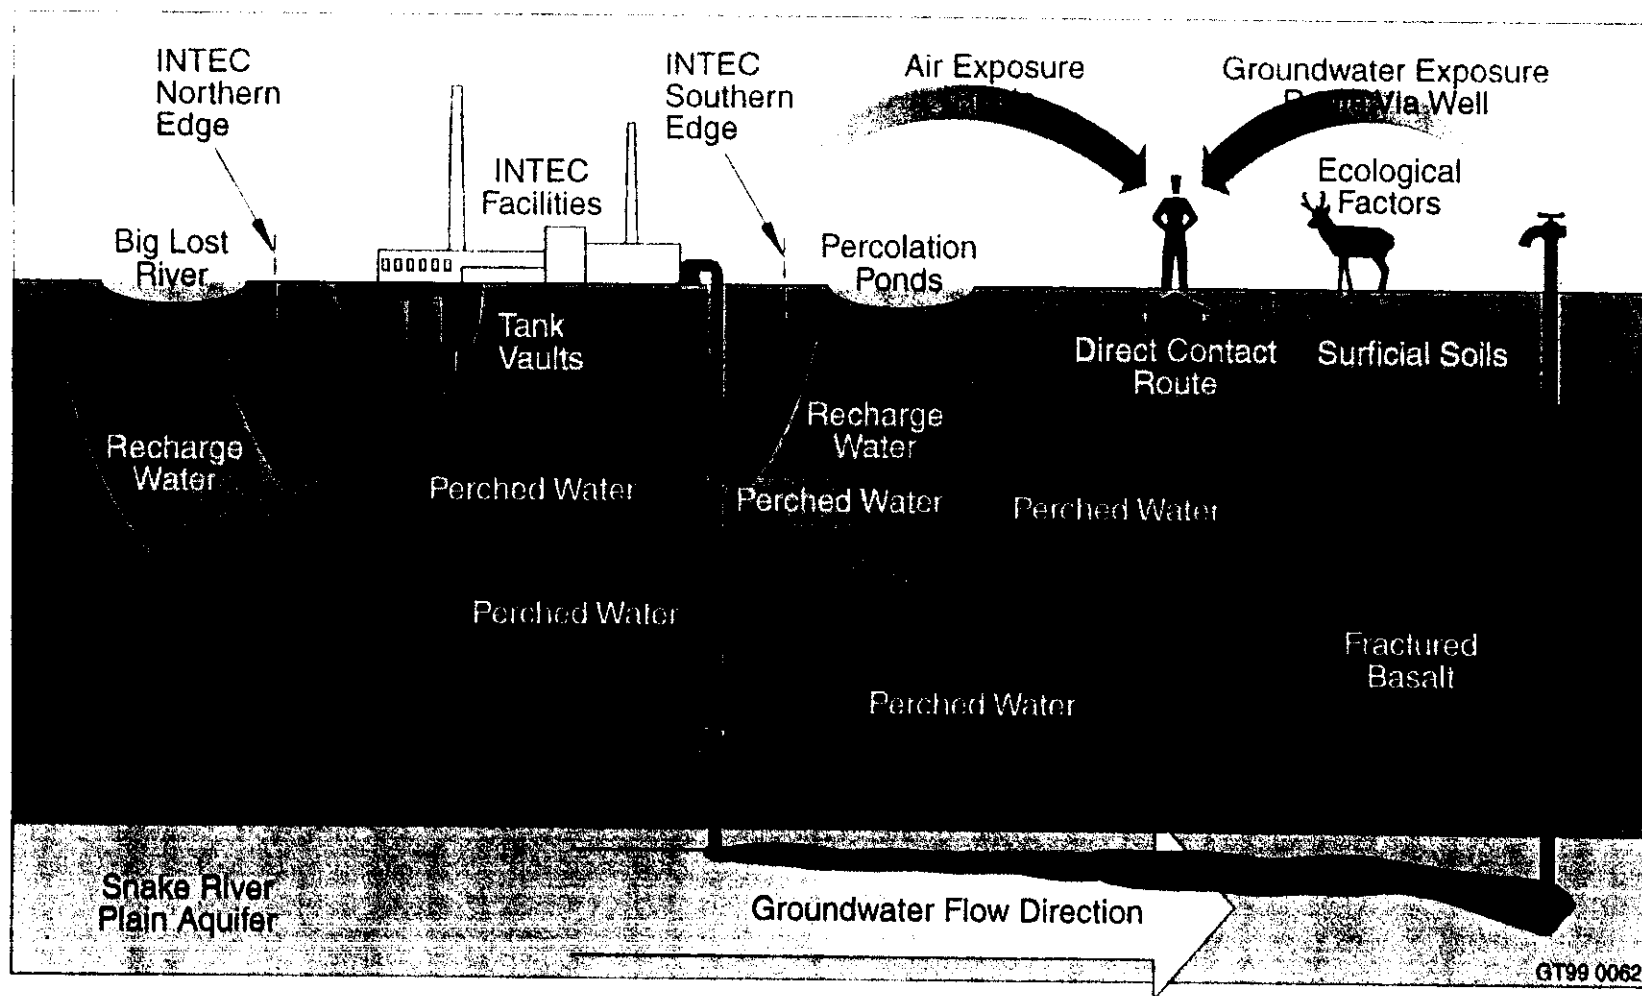 INTEC
Northern
Edge
INTEC
Southern
Edge
Air Exposure
Groundwater Exposure
Via Well
INTEC
Facilities
Ecological
Factors
Big Lost
River
Percolation
Ponds
Tank
Vaults
Direct Contact
Route
Surficial Soils
Recharge
Water
Recharge
Water
Perched Water
Perched Water
Perched Water
Perched Water
Fractured
Basalt
Perched Water
Snake River
Plain Aquifer
Groundwater Flow Direction
GT99 0062